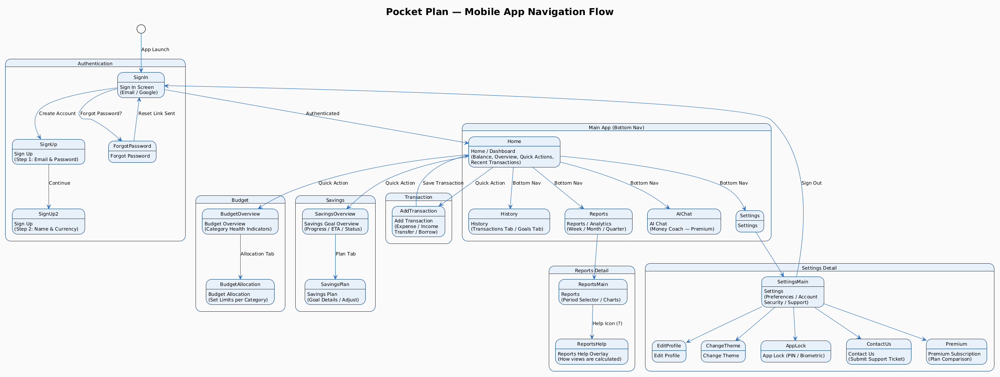 Pocket Plan — Mobile App Navigation Flow
App Launch
Authentication
SignIn
Sign In Screen
(Email / Google)
Create Account
Forgot Password?
Reset Link Sent
Authenticated
SignUp
Sign Up
(Step 1: Email & Password)
ForgotPassword
Forgot Password
Continue
SignUp2
Sign Up
(Step 2: Name & Currency)
Main App (Bottom Nav)
Home
Home / Dashboard
(Balance, Overview, Quick Actions,
Recent Transactions)
Quick Action
Quick Action
Save Transaction
Quick Action
Bottom Nav
Bottom Nav
Bottom Nav
Bottom Nav
Sign Out
Budget
BudgetOverview
Budget Overview
(Category Health Indicators)
Allocation Tab
BudgetAllocation
Budget Allocation
(Set Limits per Category)
Savings
SavingsOverview
Savings Goal Overview
(Progress / ETA / Status)
Plan Tab
SavingsPlan
Savings Plan
(Goal Details / Adjust)
Transaction
AddTransaction
Add Transaction
(Expense / Income
Transfer / Borrow)
History
History
(Transactions Tab / Goals Tab)
Reports
Reports / Analytics
(Week / Month / Quarter)
AIChat
AI Chat
(Money Coach — Premium)
Settings
Settings
Reports Detail
ReportsMain
Reports
(Period Selector / Charts)
Help Icon (?)
ReportsHelp
Reports Help Overlay
(How views are calculated)
Settings Detail
SettingsMain
Settings
(Preferences / Account
Security / Support)
EditProfile
Edit Profile
ChangeTheme
Change Theme
AppLock
App Lock (PIN / Biometric)
ContactUs
Contact Us
(Submit Support Ticket)
Premium
Premium Subscription
(Plan Comparison)